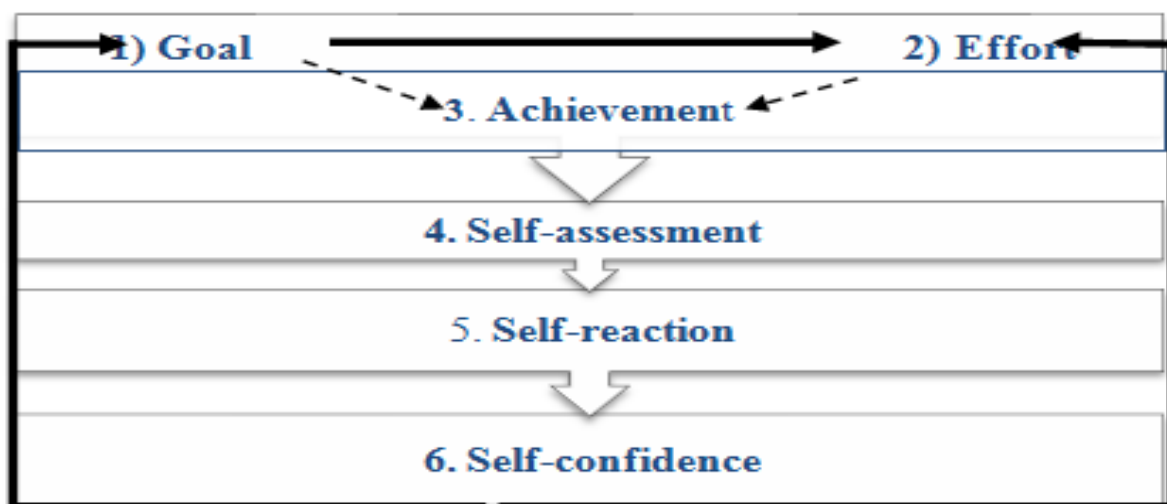 1) Goal 2) Effort
3. Achievement
4. Self-assessment
5. Self-reaction
6. Self-confidence